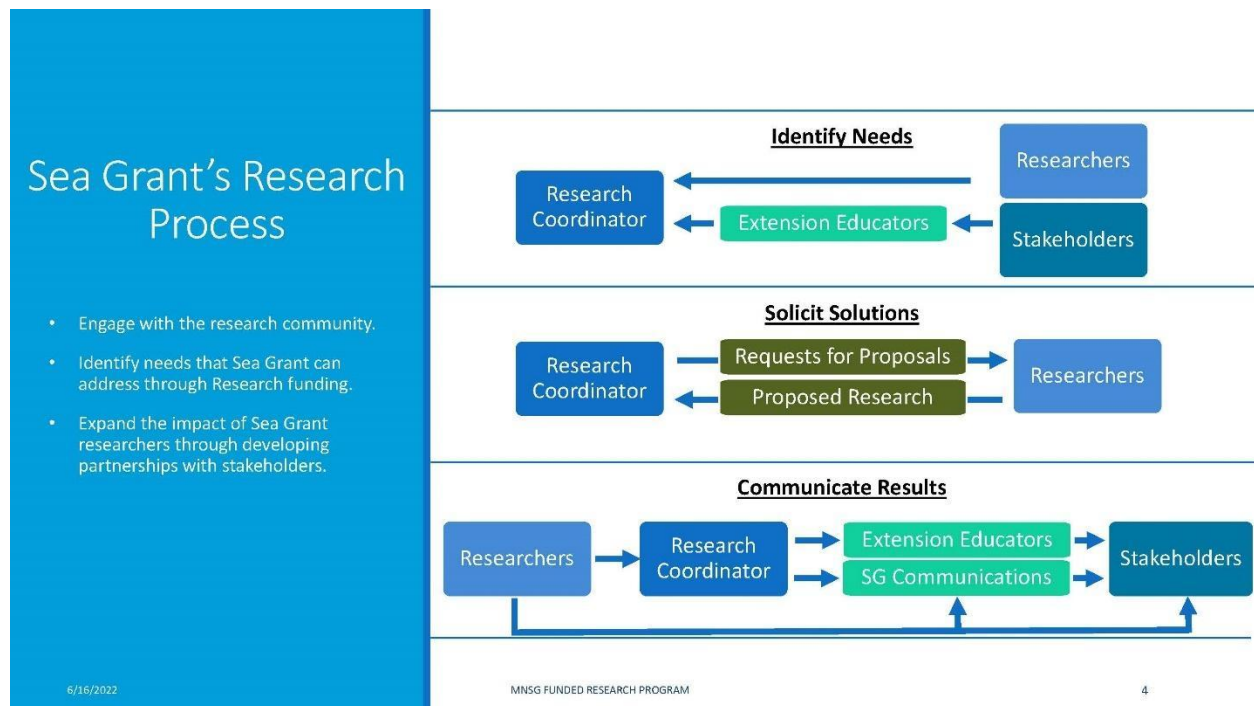 Sea Grant's Research
Process
• Engage with the research community.
• Identify needs that Sea Grant can
address through Research funding.
• Expand the impact of Sea Grant
researchers through developing
partnerships with stakeholders.
Identify Needs
Research
Coordinator
Extension Educators
Researchers
Stakeholders
Solicit Solutions
Research
Coordinator
Requests for Proposals
Proposed Research
Researchers
Communicate Results
Researchers
Research
Coordinator
Extension Educators
SG Communications
Stakeholders
6/16/2022
MNSG FUNDED RESEARCH PROGRAM
4